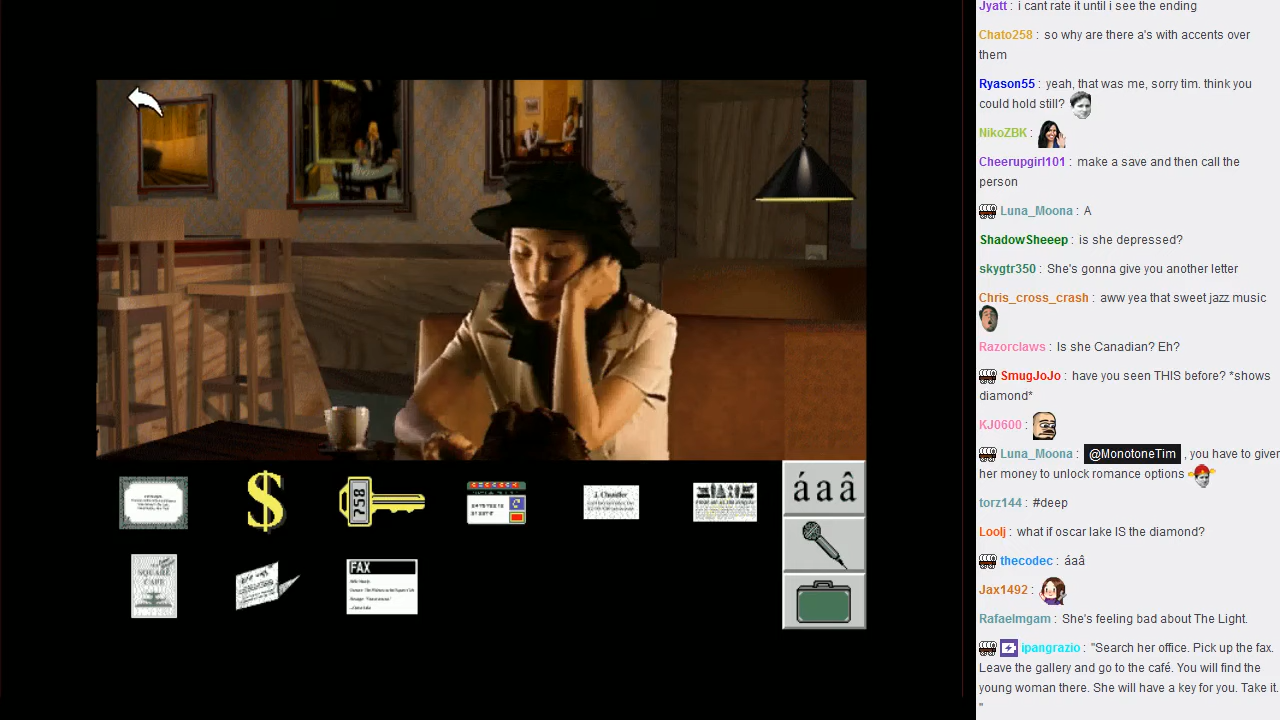 Jyatt : i cant rate it until i see the ending
Chato258 : so why are there a's with accents over
them
Ryason55 : yeah, that was me, sorry tim. think you
could hold still?
NikoZBK :
Cheerupgirl101 : make a save and then call the
person
Luna_Moona : A
ShadowSheeep : is she depressed?
skygtr350 : She's gonna give you another letter
Chris_cross_crash : aww yea that sweet jazz music
Razorclaws : Is she Canadian? Eh?
SmugJoJo : have you seen THIS before? *shows
diamond*
KJ0600 :
Luna_Moona : @MonotoneTim , you have to give
her money to unlock romance options
torz144 : #deep
Loolj : what if oscar lake IS the diamond?
thecodec : áaâ
Jax1492 :
Rafaelmgam : She's feeling bad about The Light.
ipangrazio : "Search her office. Pick up the fax.
Leave the gallery and go to the café. You will find the
young woman there. She will have a key for you. Take it.
"
$
758
J. Chandler
á a â
SQUARE
CAFE
FAX